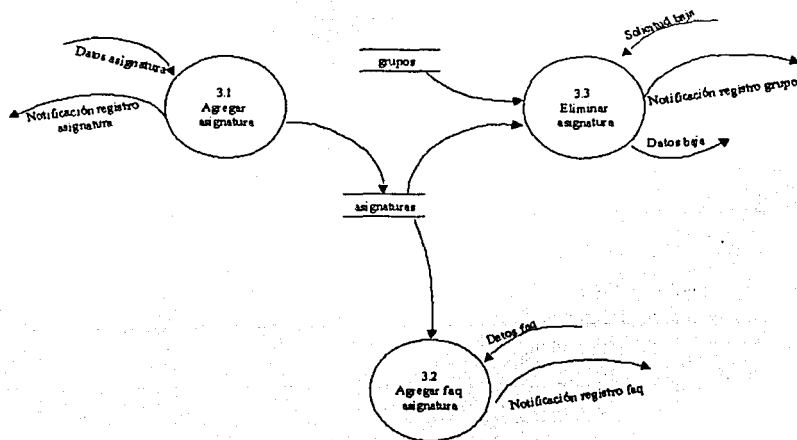 Datos asignatura
3.1
Agregar
asignatura
Notificación registro
asignatura
grupos
Solicitud baja
3.3
Eliminar
asignatura
Notificación registro grupo
Datos baja
asignaturas
Datos faq
3.2
Agregar faq
asignatura
Notificación registro faq